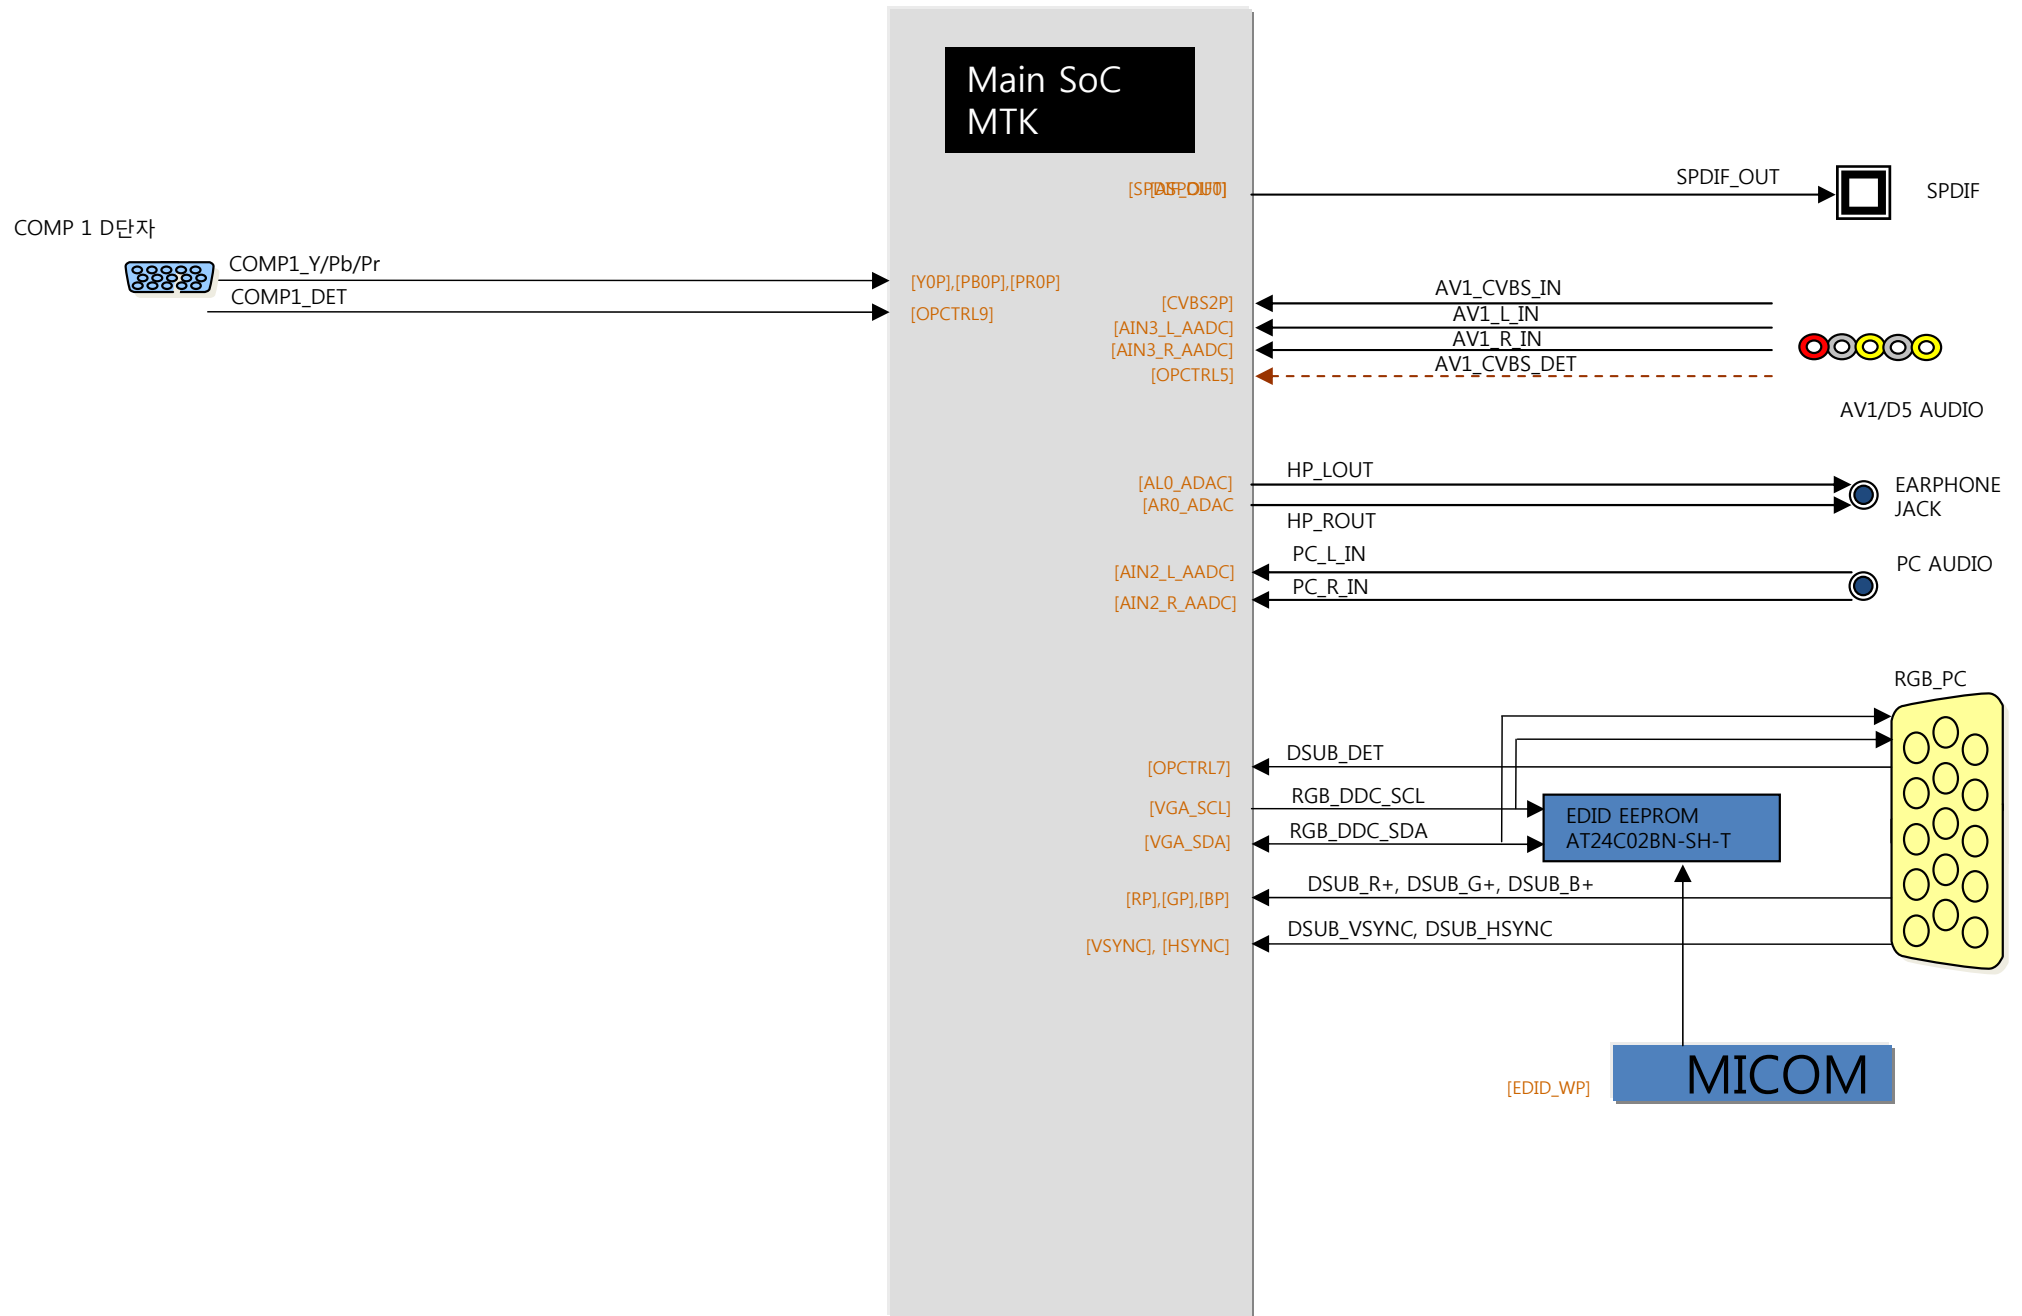 Main SoC
MTK
SPDIF_OUT
SPDIF
COMP 1 D단자
COMP1_Y/Pb/Pr
COMP1_DET
[Y0P],[PB0P],[PR0P]
[OPCTRL9]
[CVBS2P]
AV1_CVBS_IN
[AIN3_L_AADC]
AV1_L_IN
[AIN3_R_AADC]
AV1_R_IN
[OPCTRL5]
AV1_CVBS_DET
AV1/D5 AUDIO
[AL0_ADAC]
HP_LOUT
[AR0_ADAC
HP_ROUT
EARPHONE
JACK
[AIN2_L_AADC]
PC_L_IN
[AIN2_R_AADC]
PC_R_IN
PC AUDIO
RGB_PC
[OPCTRL7]
DSUB_DET
[VGA_SCL]
RGB_DDC_SCL
[VGA_SDA]
RGB_DDC_SDA
EDID EEPROM
AT24C02BN-SH-T
[RP],[GP],[BP]
DSUB_R+, DSUB_G+, DSUB_B+
[VSYNC], [HSYNC]
DSUB_VSYNC, DSUB_HSYNC
[EDID_WP]
MICOM